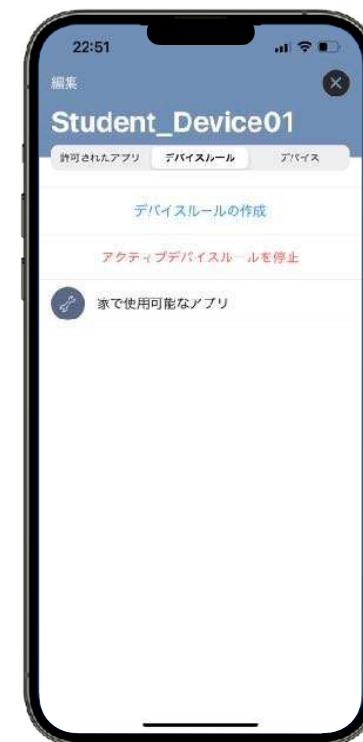 22:51
編集
Student_Device01
許可されたアプリ デバイスルール デバイス
デバイスルールの作成
アクティブデバイスルールを停止
家で使用可能なアプリ